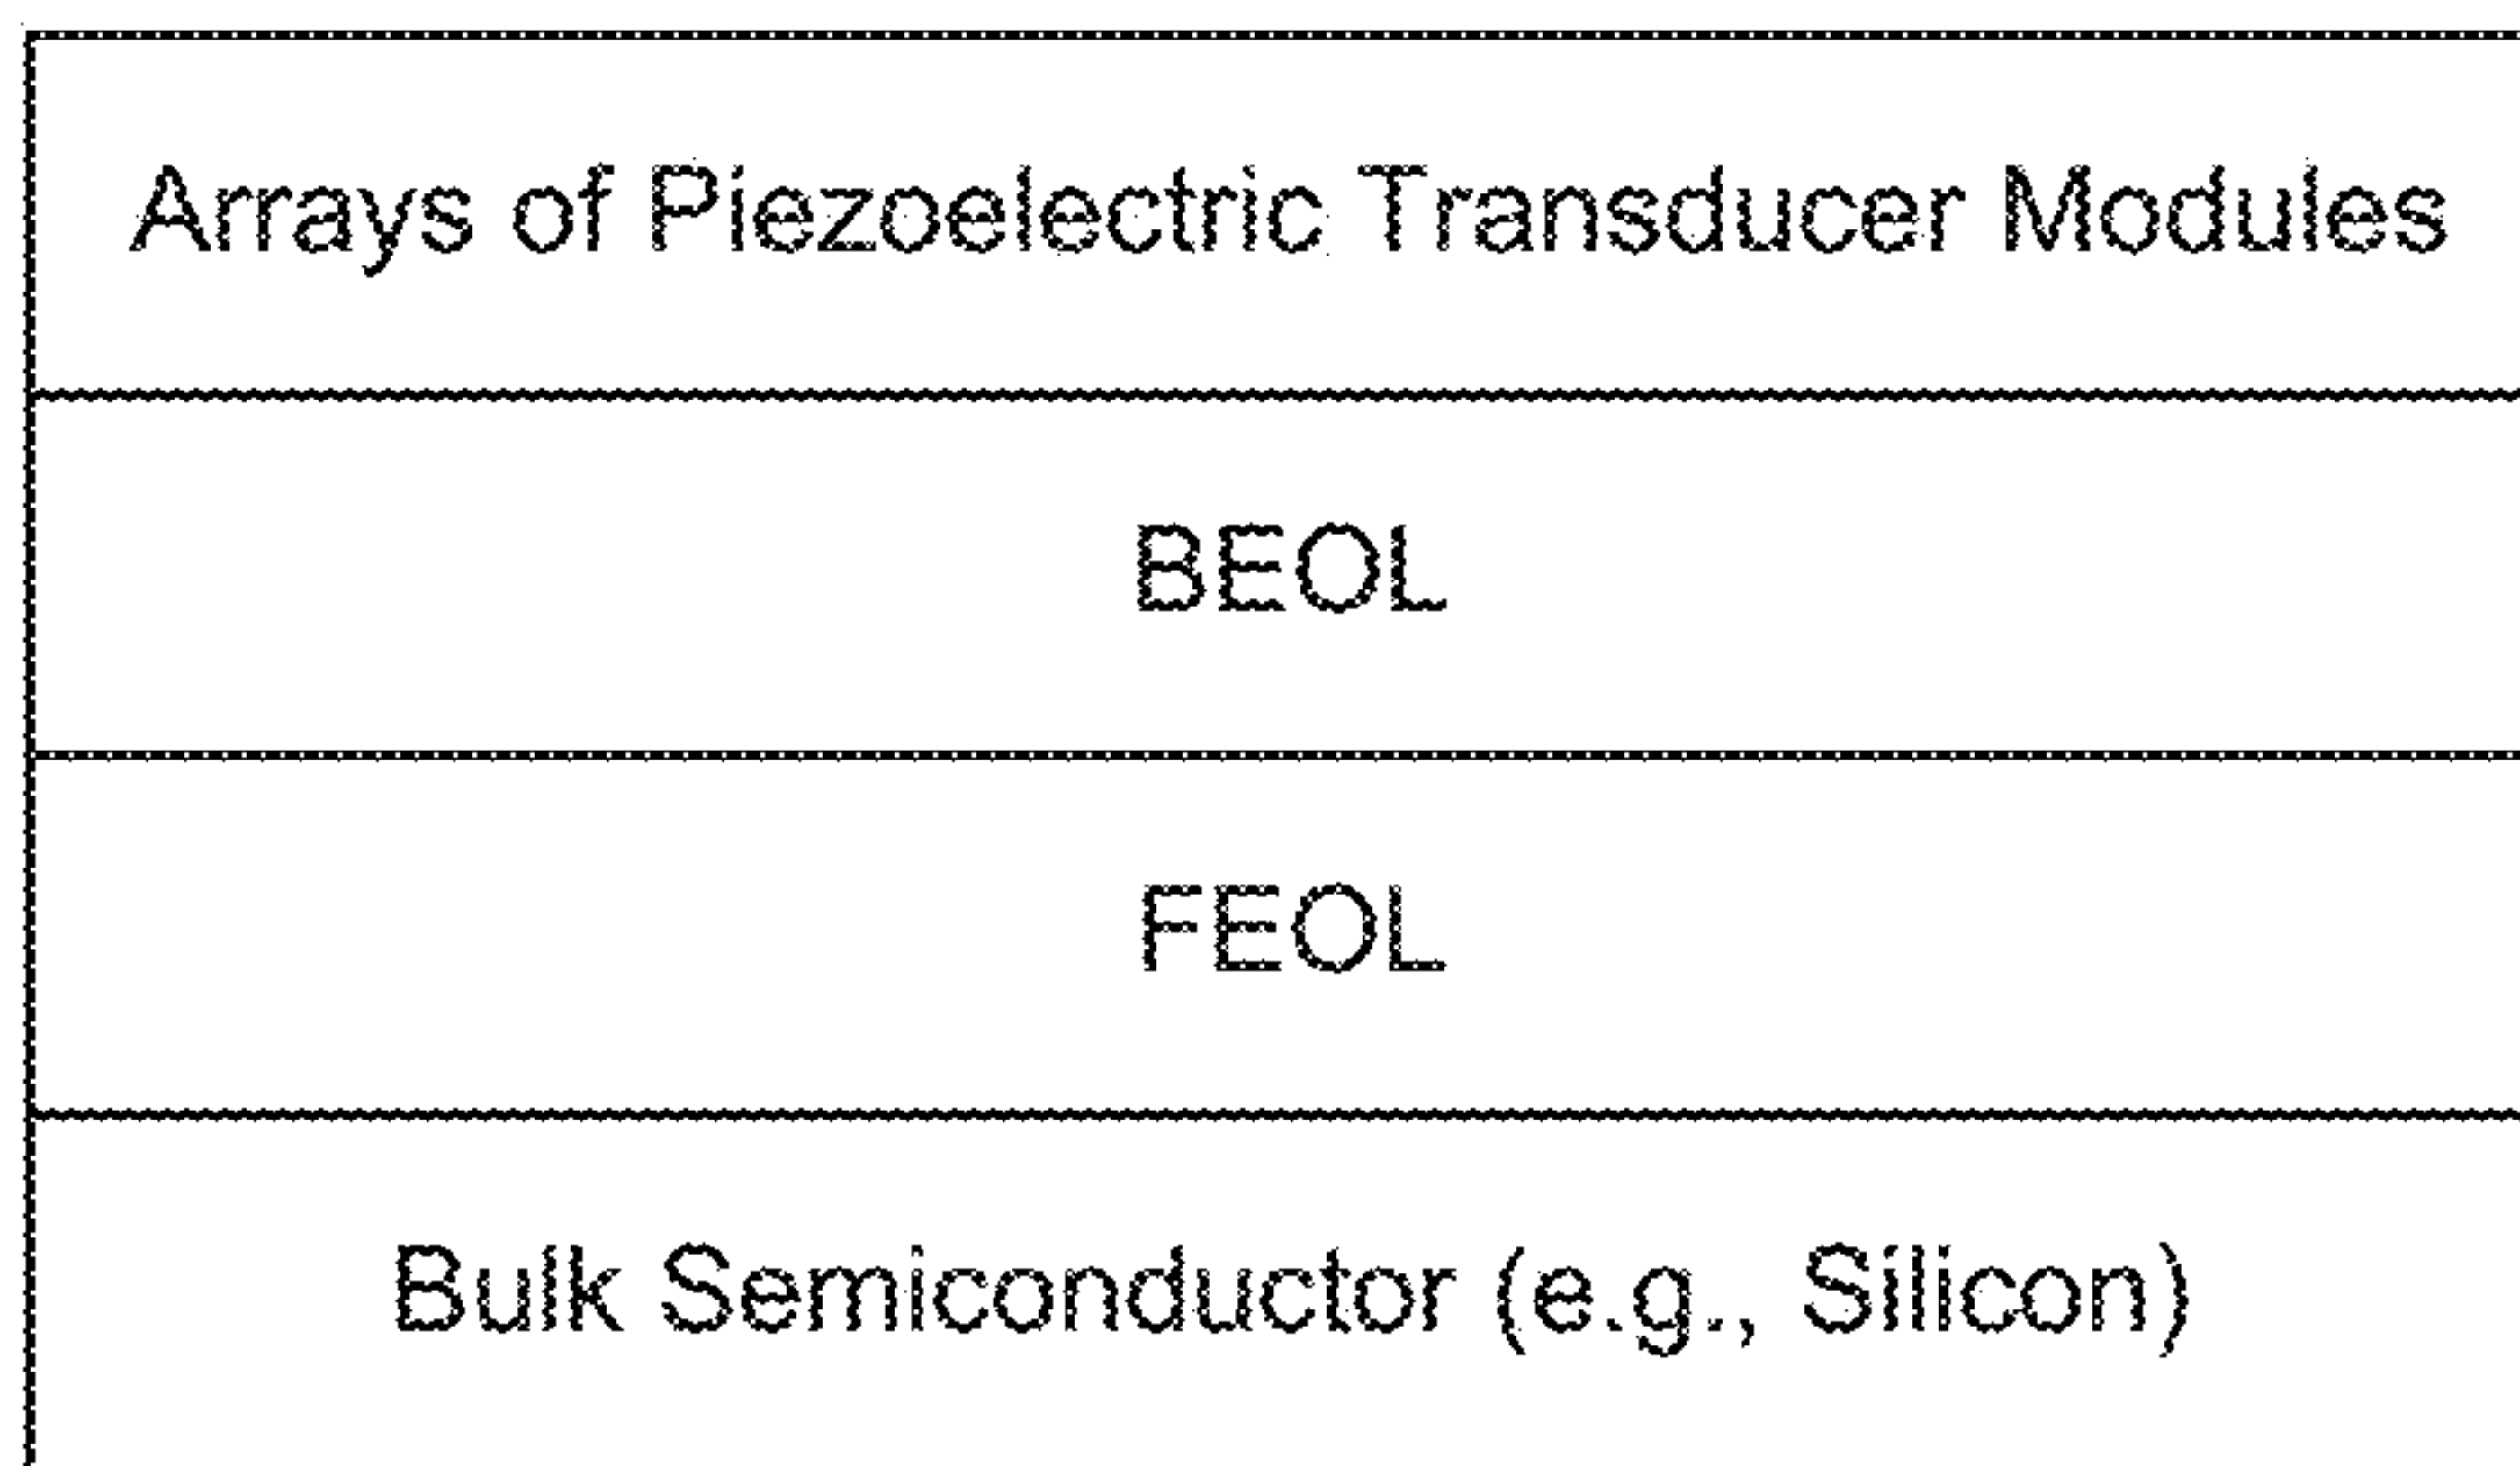 Arrays of Piezoelectric Transducer Modules
BEOL
FEOL
Bulk Semiconductor (e.g., Silicon)